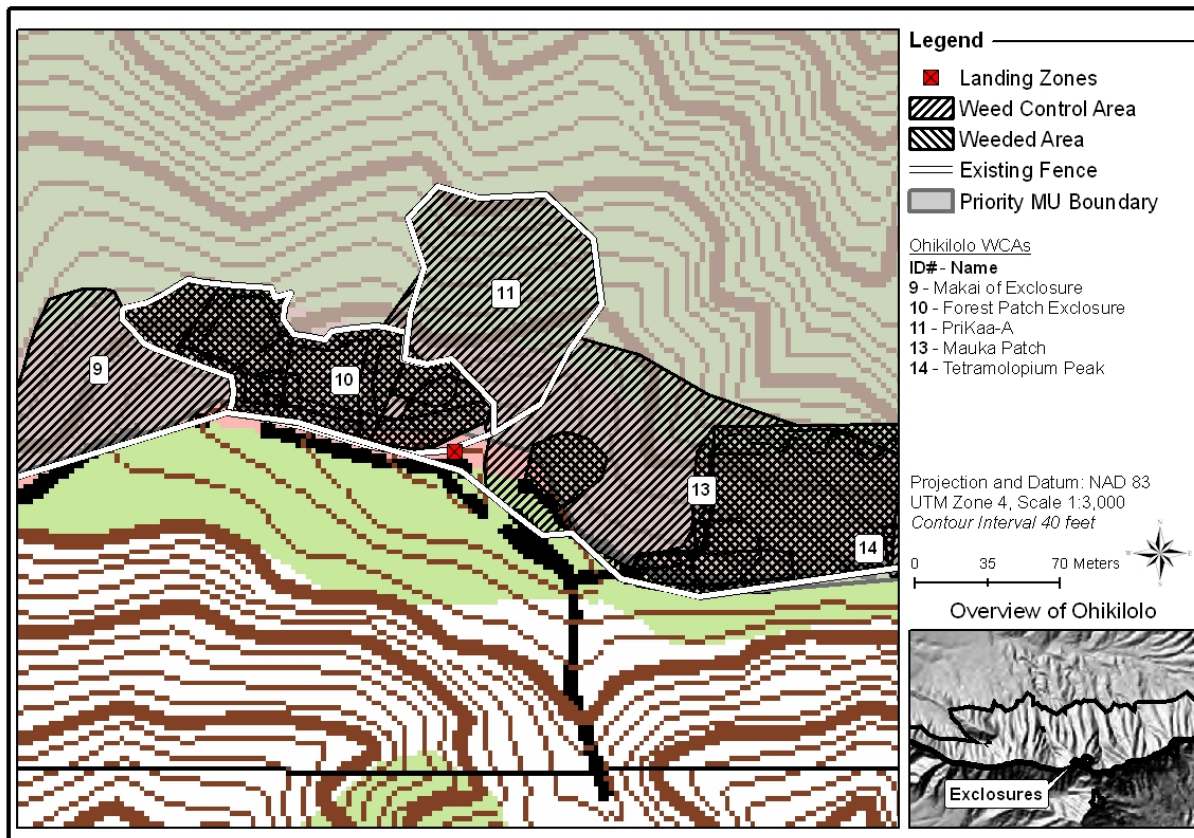 Legend
Landing Zones
Weed Control Area
Weeded Area
Existing Fence
Priority MU Boundary
Ohikilolo WCAs
ID# - Name
9 - Makai of Exclosure
10 - Forest Patch Exclosure
11 - PriKaa-A
13 - Mauka Patch
14 - Tetramolopium Peak
11
9
10
13
14
Projection and Datum: NAD 83
UTM Zone 4, Scale 1:3,000
Contour Interval 40 feet
N
W E
S
0 35 70 Meters
Overview of Ohikilolo
Exclosures